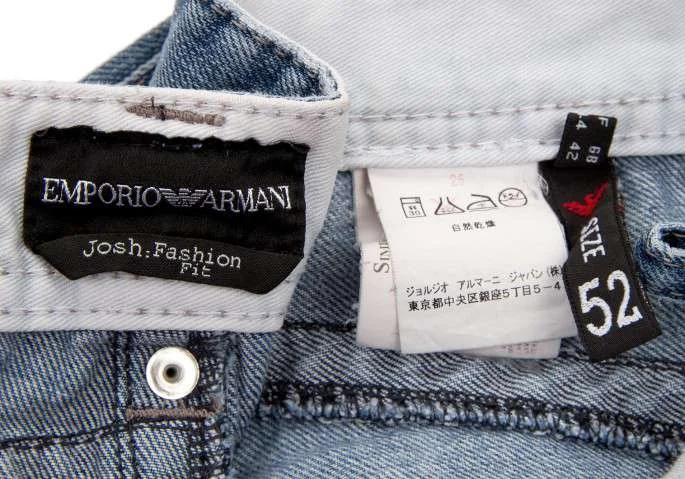 EMPORIO ARMANI
Josh:Fashion
Fit
26
自然乾燥
ジョルジオ アルマーニ ジャパン(株)
東京都中央区銀座5丁目5-4
F 68
42
SIZE
52